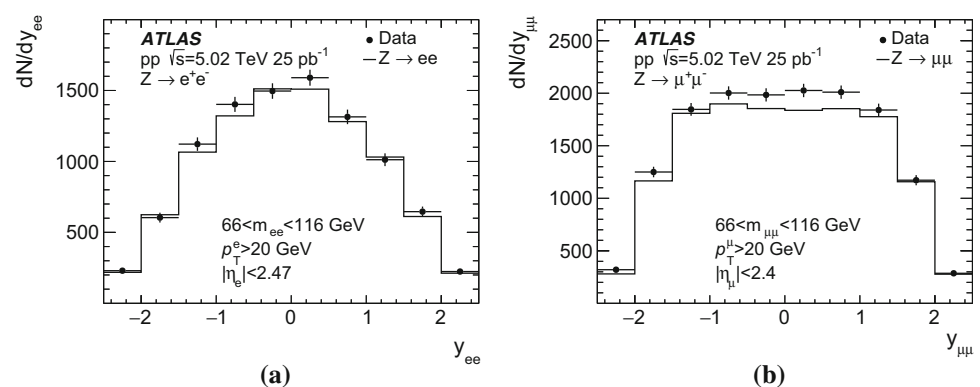 dN/dy_ee
ATLAS
pp √s=5.02 TeV 25 pb⁻¹
Z → e⁺e⁻
Data
Z → ee
1500
1000
500
66<m_ee<116 GeV
p_T^e>20 GeV
|η_e|<2.47
−2 −1 0 1 2
y_ee
(a)
dN/dy_μμ
ATLAS
pp √s=5.02 TeV 25 pb⁻¹
Z → μ⁺μ⁻
Data
Z → μμ
2500
2000
1500
1000
500
66<m_μμ<116 GeV
p_T^μ>20 GeV
|η_μ|<2.4
−2 −1 0 1 2
y_μμ
(b)